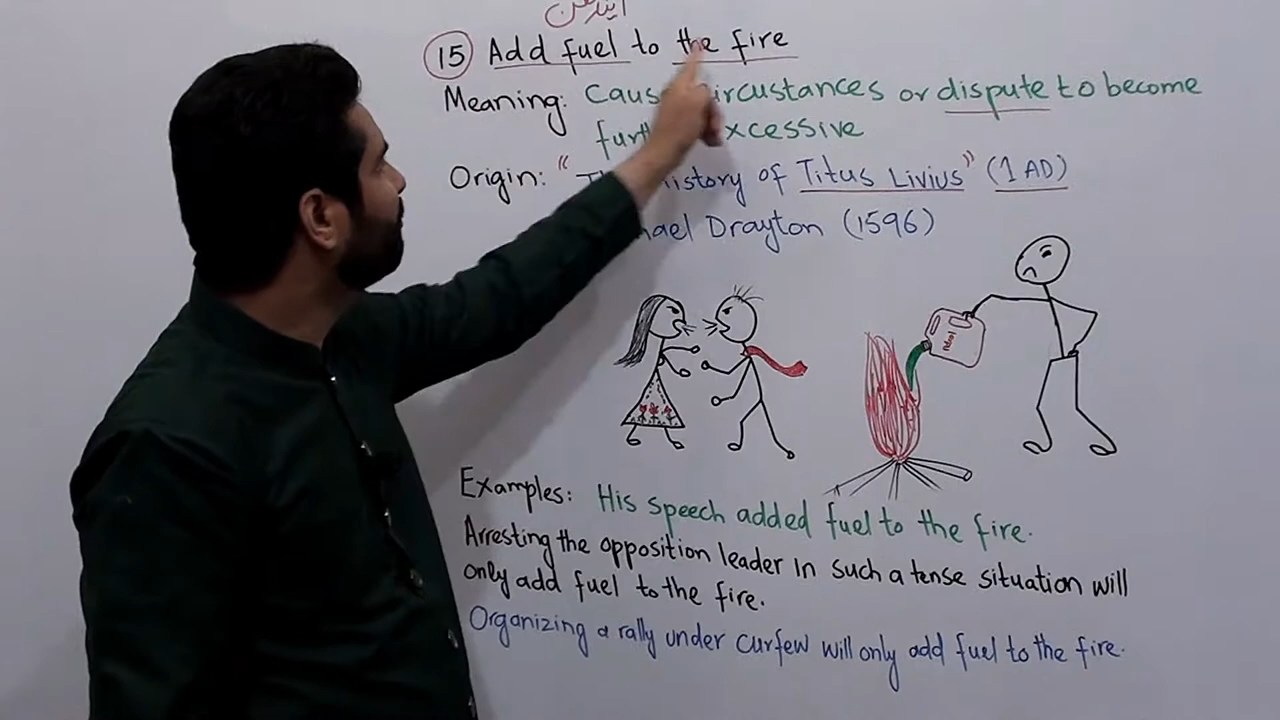 ایندھن
15 Add fuel to the fire
Meaning: Caus circustances or dispute to become
furt xcessive
Origin: " istory of Titus Livius" (1 AD)
hael Drayton (1596)
Examples: His speech added fuel to the fire.
Arresting the opposition leader in such a tense situation will
only add fuel to the fire.
Organizing a rally under curfew will only add fuel to the fire.